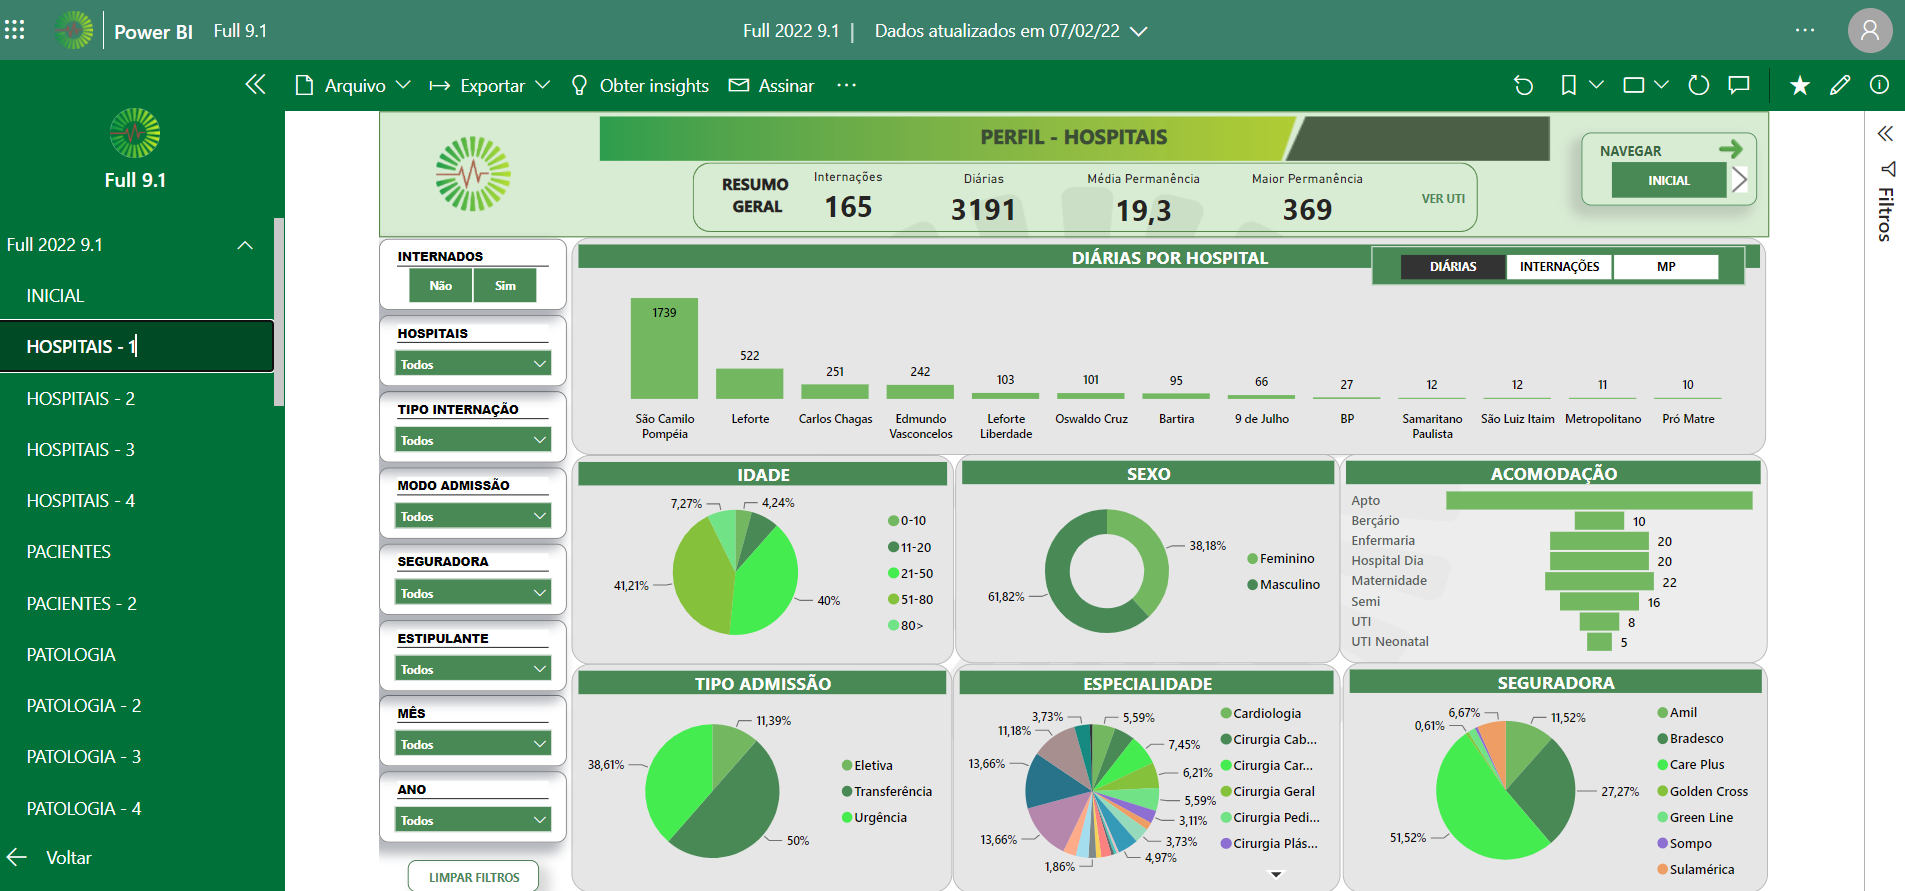 Power BI
Full 9.1
Full 2022 9.1 | Dados atualizados em 07/02/22
Arquivo
Exportar
Obter insights
Assinar
Full 9.1
Full 2022 9.1
INICIAL
HOSPITAIS - 1
HOSPITAIS - 2
HOSPITAIS - 3
HOSPITAIS - 4
PACIENTES
PACIENTES - 2
PATOLOGIA
PATOLOGIA - 2
PATOLOGIA - 3
PATOLOGIA - 4
Voltar
PERFIL - HOSPITAIS
RESUMO
GERAL
Internações
165
Diárias
3191
Média Permanência
19,3
Maior Permanência
369
VER UTI
NAVEGAR
INICIAL
Filtros
INTERNADOS
Não
Sim
HOSPITAIS
Todos
TIPO INTERNAÇÃO
Todos
MODO ADMISSÃO
Todos
SEGURADORA
Todos
ESTIPULANTE
Todos
MÊS
Todos
ANO
Todos
LIMPAR FILTROS
DIÁRIAS POR HOSPITAL
DIÁRIAS
INTERNAÇÕES
MP
1739
522
251
242
103
101
95
66
27
12
12
11
10
São Camilo
Pompéia
Leforte
Carlos Chagas
Edmundo
Vasconcelos
Leforte
Liberdade
Oswaldo Cruz
Bartira
9 de Julho
BP
Samaritano
Paulista
São Luiz Itaim
Metropolitano
Pró Matre
IDADE
7,27%
4,24%
41,21%
40%
0-10
11-20
21-50
51-80
80>
SEXO
38,18%
61,82%
Feminino
Masculino
ACOMODAÇÃO
Apto
Berçário 10
Enfermaria 20
Hospital Dia 20
Maternidade 22
Semi 16
UTI 8
UTI Neonatal 5
TIPO ADMISSÃO
11,39%
38,61%
50%
Eletiva
Transferência
Urgência
ESPECIALIDADE
3,73%
5,59%
11,18%
7,45%
13,66%
6,21%
5,59%
3,11%
13,66%
3,73%
4,97%
1,86%
Cardiologia
Cirurgia Cab...
Cirurgia Car...
Cirurgia Geral
Cirurgia Pedi...
Cirurgia Plás...
SEGURADORA
6,67%
0,61%
11,52%
27,27%
51,52%
Amil
Bradesco
Care Plus
Golden Cross
Green Line
Sompo
Sulamérica